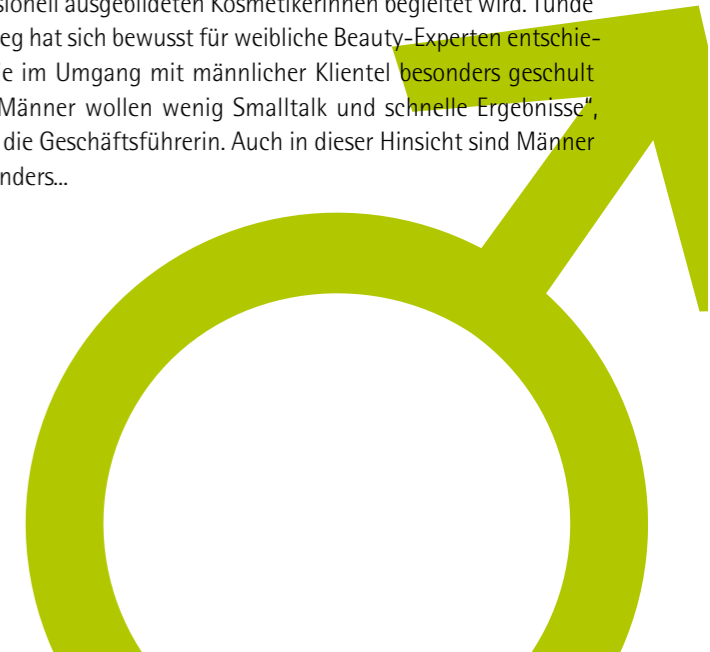 sionell ausgebildeten Kosmetikerinnen begleitet wird. Tünde
eg hat sich bewusst für weibliche Beauty-Experten entschie-
e im Umgang mit männlicher Klientel besonders geschult
Männer wollen wenig Smalltalk und schnelle Ergebnisse“,
die Geschäftsführerin. Auch in dieser Hinsicht sind Männer
nders...